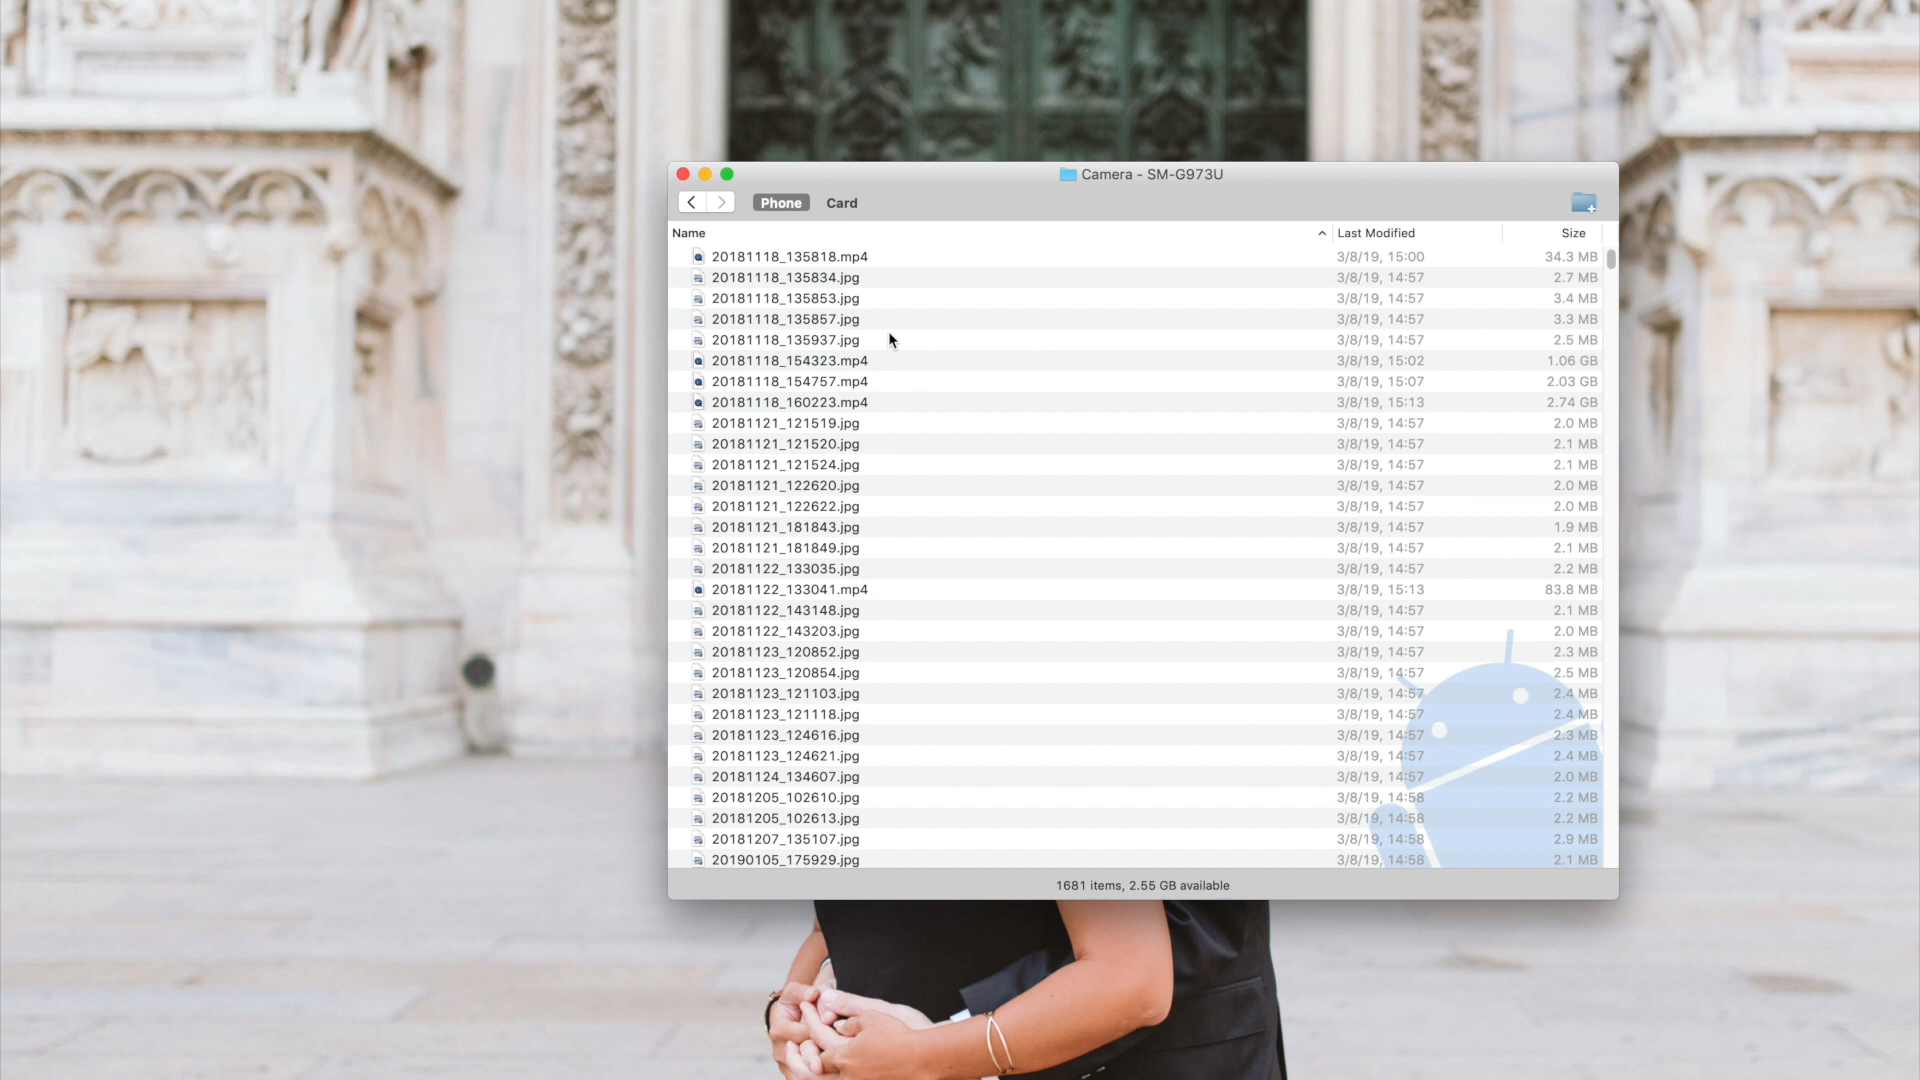 Camera - SM-G973U
Phone Card
Name Last Modified Size
20181118_135818.mp4 3/8/19, 15:00 34.3 MB
20181118_135834.jpg 3/8/19, 14:57 2.7 MB
20181118_135853.jpg 3/8/19, 14:57 3.4 MB
20181118_135857.jpg 3/8/19, 14:57 3.3 MB
20181118_135937.jpg 3/8/19, 14:57 2.5 MB
20181118_154323.mp4 3/8/19, 15:02 1.06 GB
20181118_154757.mp4 3/8/19, 15:07 2.03 GB
20181118_160223.mp4 3/8/19, 15:13 2.74 GB
20181121_121519.jpg 3/8/19, 14:57 2.0 MB
20181121_121520.jpg 3/8/19, 14:57 2.1 MB
20181121_121524.jpg 3/8/19, 14:57 2.1 MB
20181121_122620.jpg 3/8/19, 14:57 2.0 MB
20181121_122622.jpg 3/8/19, 14:57 2.0 MB
20181121_181843.jpg 3/8/19, 14:57 1.9 MB
20181121_181849.jpg 3/8/19, 14:57 2.1 MB
20181122_133035.jpg 3/8/19, 14:57 2.2 MB
20181122_133041.mp4 3/8/19, 15:13 83.8 MB
20181122_143148.jpg 3/8/19, 14:57 2.1 MB
20181122_143203.jpg 3/8/19, 14:57 2.0 MB
20181123_120852.jpg 3/8/19, 14:57 2.3 MB
20181123_120854.jpg 3/8/19, 14:57 2.5 MB
20181123_121103.jpg 3/8/19, 14:57 2.4 MB
20181123_121118.jpg 3/8/19, 14:57 2.4 MB
20181123_124616.jpg 3/8/19, 14:57 2.3 MB
20181123_124621.jpg 3/8/19, 14:57 2.4 MB
20181124_134607.jpg 3/8/19, 14:57 2.0 MB
20181205_102610.jpg 3/8/19, 14:58 2.2 MB
20181205_102613.jpg 3/8/19, 14:58 2.2 MB
20181207_135107.jpg 3/8/19, 14:58 2.9 MB
20190105_175929.jpg 3/8/19, 14:58 2.1 MB
1681 items, 2.55 GB available